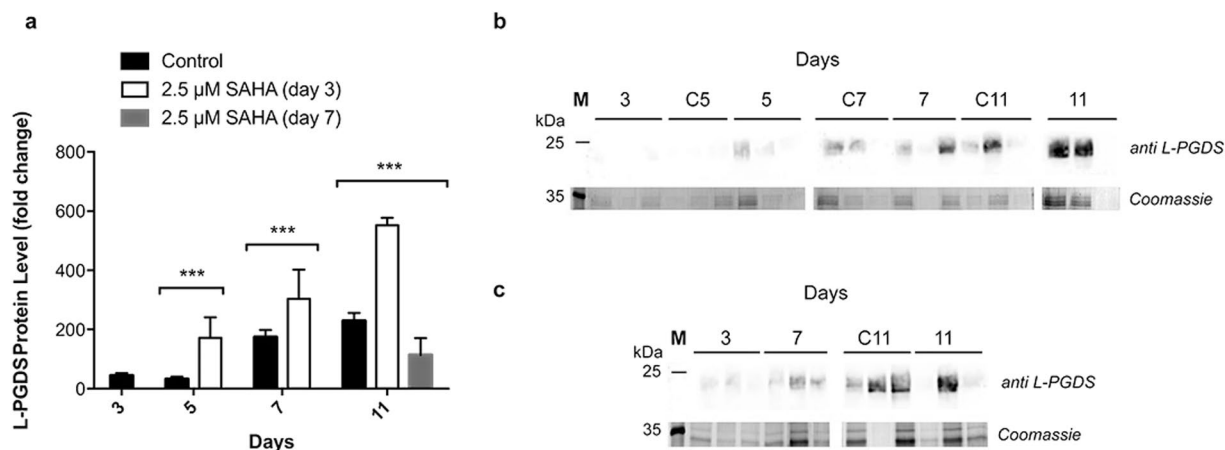 a
Control
2.5 μM SAHA (day 3)
2.5 μM SAHA (day 7)
L-PGDSProtein Level (fold change)
800
600
400
200
0
***
***
***
3
5
7
11
Days
b
Days
M 3 C5 5 C7 7 C11 11
kDa
25
anti L-PGDS
35
Coomassie
c
Days
M 3 7 C11 11
kDa
25
anti L-PGDS
35
Coomassie